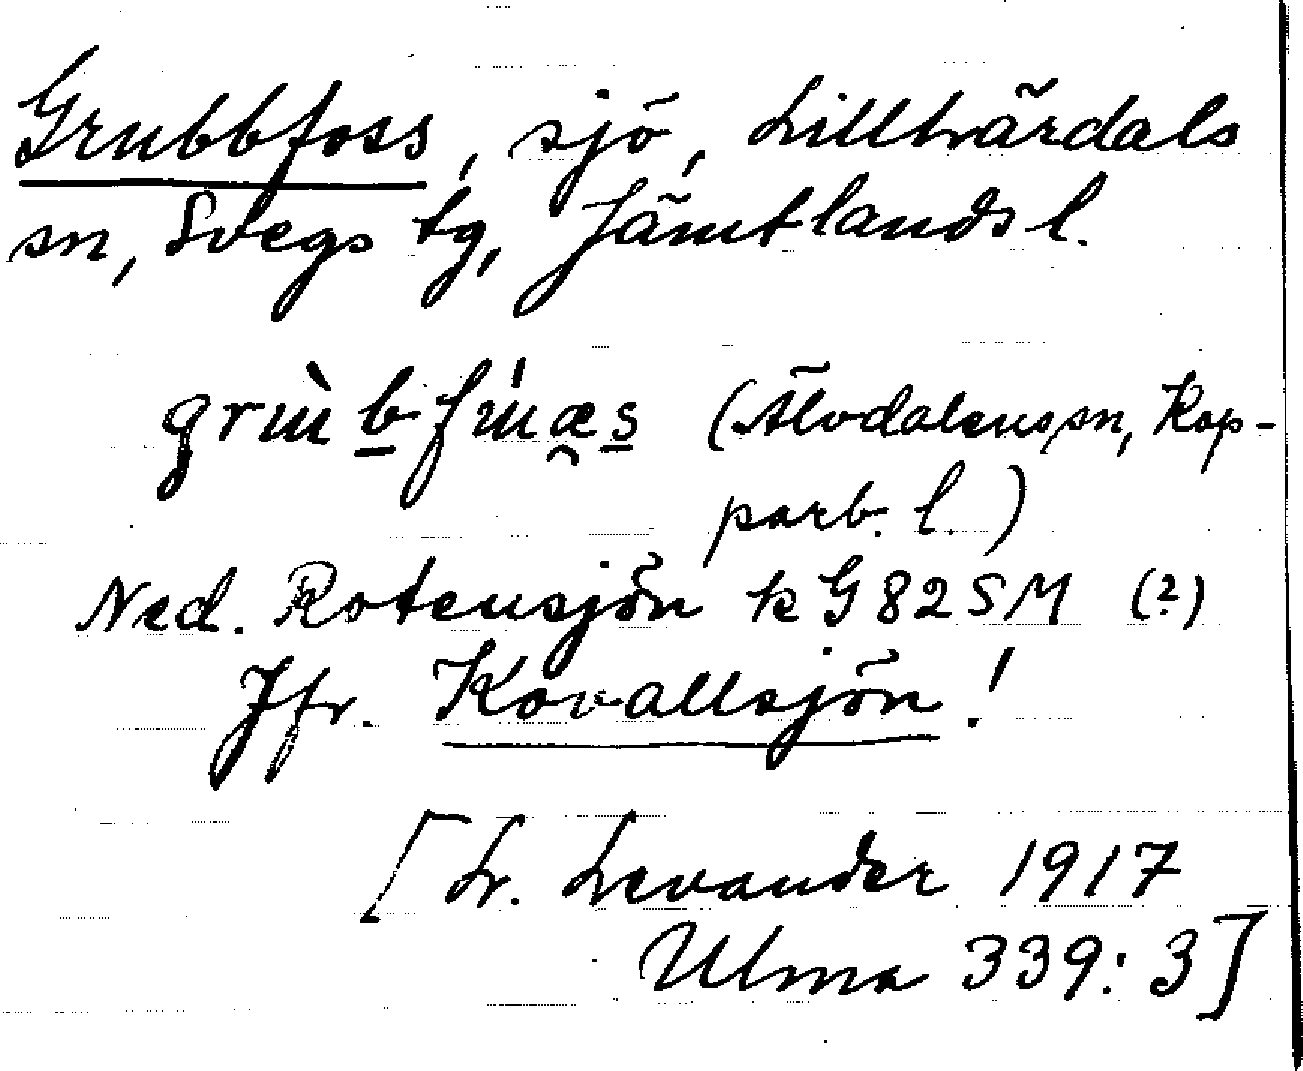 Grubbfoss, sjö, Lillhärdals
sn, Svegs tg, Jämtlands l.
(Älvdalens sn, Kop-
parb. l.)
Ned. Rotensjön k G 82 SM (?)
Jfr. Kovallsjön!
[L. Levander 1917
Ulma 339:3]